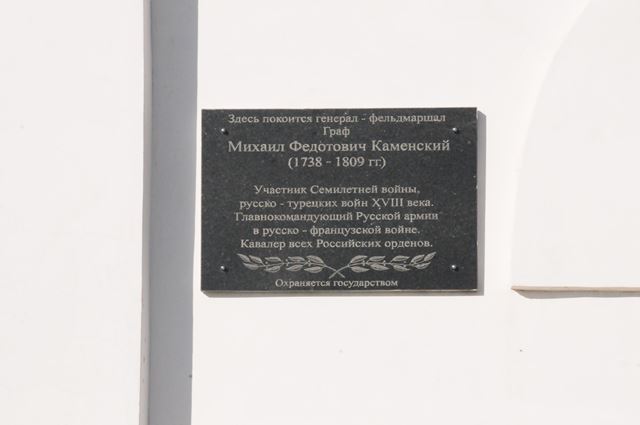 Здесь покоится генерал - фельдмаршал
Граф
Михаил Федотович Каменский
(1738 - 1809 гг.)
Участник Семилетней войны,
русско - турецких войн XVIII века.
Главнокомандующий Русской армии
в русско - французской войне.
Кавалер всех Российских орденов.
Охраняется государством